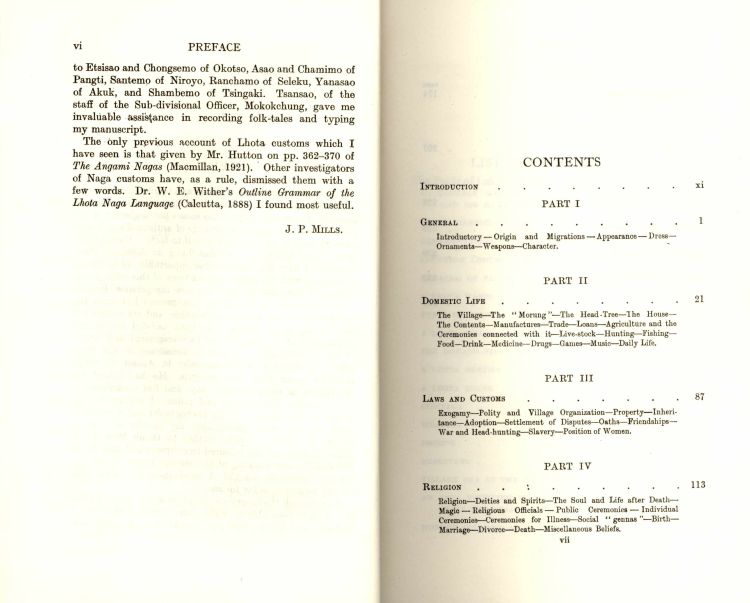 vi PREFACE
to Etsisao and Chongsemo of Okotso, Asao and Chamimo of
Pangti, Santemo of Niroyo, Ranchamo of Seleku, Yanasao
of Akuk, and Shambemo of Tsingaki. Tsansao, of the
staff of the Sub-divisional Officer, Mokokchung, gave me
invaluable assistance in recording folk-tales and typing
my manuscript.
The only previous account of Lhota customs which I
have seen is that given by Mr. Hutton on pp. 362–370 of
The Angami Nagas (Macmillan, 1921). Other investigators
of Naga customs have, as a rule, dismissed them with a
few words. Dr. W. E. Wither's Outline Grammar of the
Lhota Naga Language (Calcutta, 1888) I found most useful.
J. P. MILLS.
CONTENTS
INTRODUCTION . . . . . . . xi
PART I
GENERAL . . . . . . . . 1
Introductory — Origin and Migrations — Appearance — Dress—
Ornaments—Weapons—Character.
PART II
DOMESTIC LIFE . . . . . . . 21
The Village—The "Morung"—The Head-Tree—The House—
The Contents—Manufactures—Trade—Loans—Agriculture and the
Ceremonies connected with it—Live-stock—Hunting—Fishing—
Food—Drink—Medicine—Drugs—Games—Music—Daily Life.
PART III
LAWS AND CUSTOMS . . . . . . 87
Exogamy—Polity and Village Organization—Property—Inheri-
tance—Adoption—Settlement of Disputes—Oaths—Friendships—
War and Head-hunting—Slavery—Position of Women.
PART IV
RELIGION . . . . . . . . 113
Religion—Deities and Spirits—The Soul and Life after Death—
Magic — Religious Officials — Public Ceremonies — Individual
Ceremonies—Ceremonies for Illness—Social "gennas"—Birth—
Marriage—Divorce—Death—Miscellaneous Beliefs.
vii